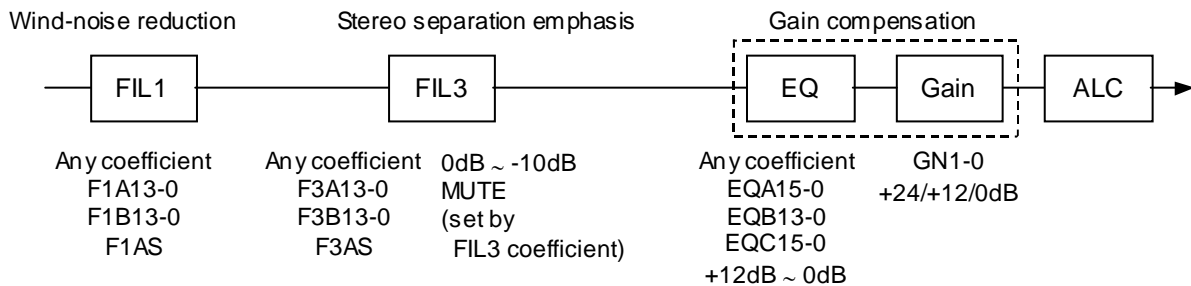 Wind-noise reduction
Stereo separation emphasis
Gain compensation
FIL1
FIL3
EQ
Gain
ALC
Any coefficient
F1A13-0
F1B13-0
F1AS
Any coefficient
F3A13-0
F3B13-0
F3AS
0dB ~ -10dB
MUTE
(set by
FIL3 coefficient)
Any coefficient
EQA15-0
EQB13-0
EQC15-0
+12dB ~ 0dB
GN1-0
+24/+12/0dB